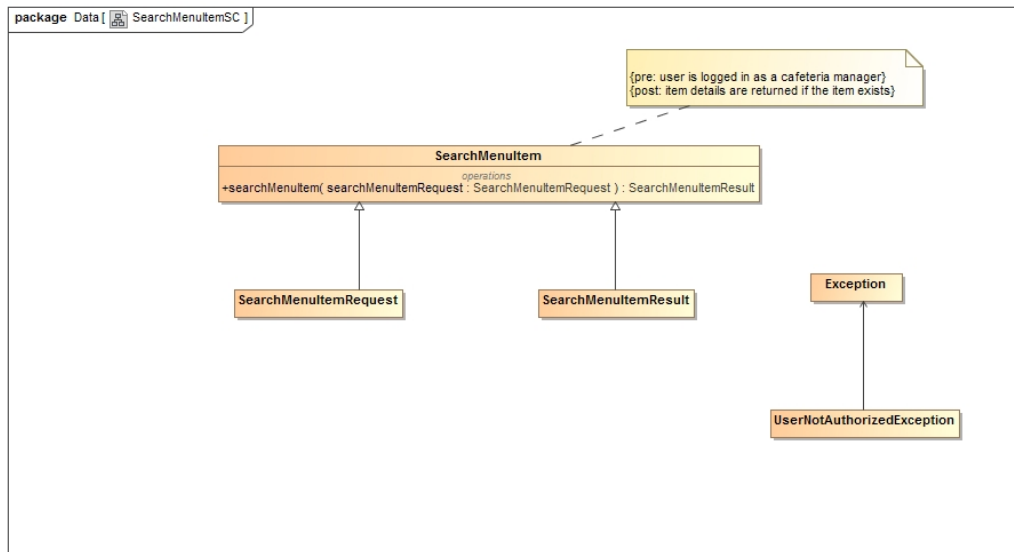 package Data [ SearchMenuItemSC ]
{pre: user is logged in as a cafeteria manager}
{post: item details are returned if the item exists}
SearchMenuItem
operations
+searchMenuItem( searchMenuItemRequest : SearchMenuItemRequest ) : SearchMenuItemResult
SearchMenuItemRequest
SearchMenuItemResult
Exception
UserNotAuthorizedException